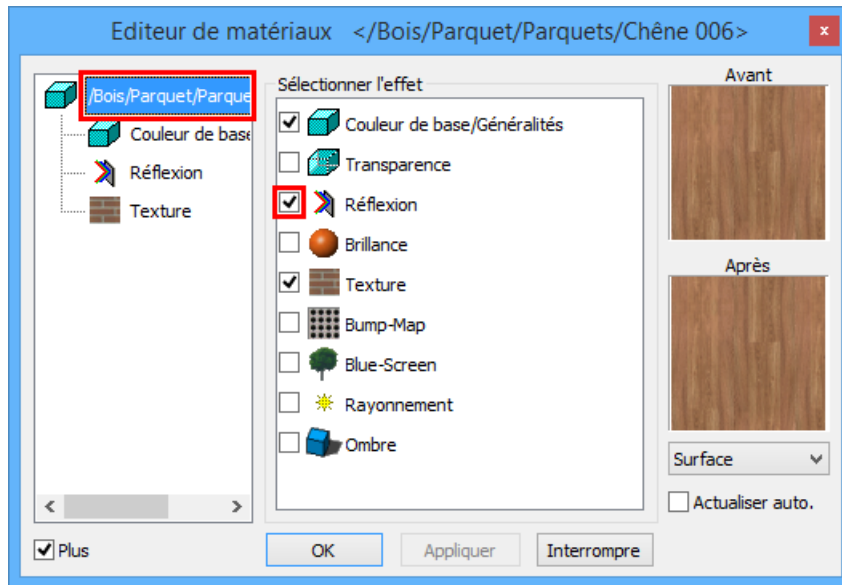 Editeur de matériaux </Bois/Parquet/Parquets/Chêne 006>
x
/Bois/Parquet/Parque
Couleur de base
Réflexion
Texture
Sélectionner l'effet
Couleur de base/Généralités
Transparence
Réflexion
Brillance
Texture
Bump-Map
Blue-Screen
Rayonnement
Ombre
Avant
Après
Surface
Actualiser auto.
Plus
OK
Appliquer
Interrompre